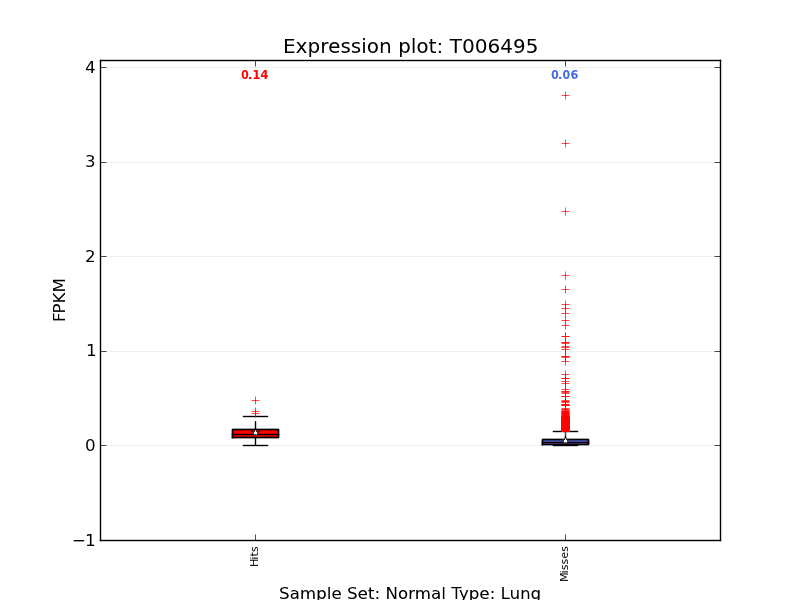 Expression plot: T006495
0.14
0.06
4
3
2
1
0
−1
FPKM
Hits
Misses
Sample Set: Normal Type: Lung